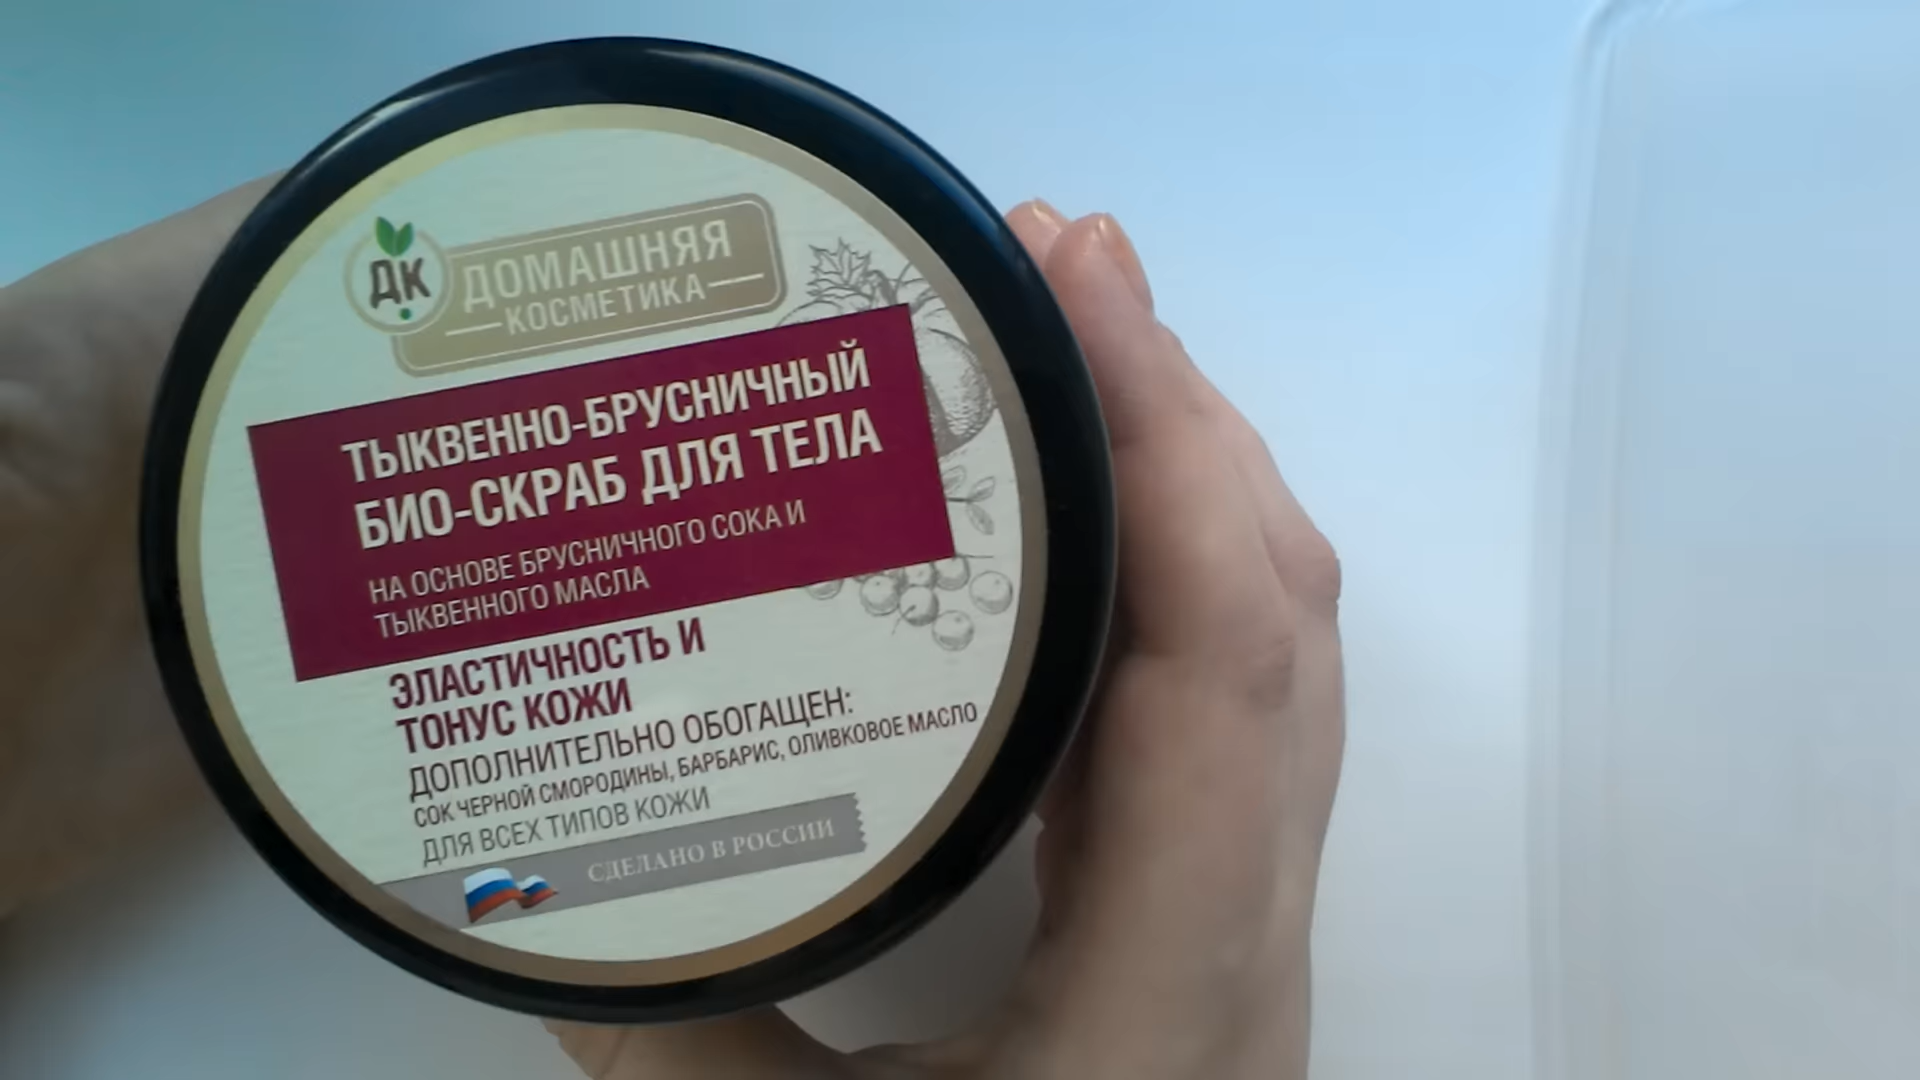 ДК
ДОМАШНЯЯ
КОСМЕТИКА
ТЫКВЕННО-БРУСНИЧНЫЙ
БИО-СКРАБ ДЛЯ ТЕЛА
НА ОСНОВЕ БРУСНИЧНОГО СОКА И
ТЫКВЕННОГО МАСЛА
ЭЛАСТИЧНОСТЬ И
ТОНУС КОЖИ
ДОПОЛНИТЕЛЬНО ОБОГАЩЕН:
СОК ЧЕРНОЙ СМОРОДИНЫ, БАРБАРИС, ОЛИВКОВОЕ МАСЛО
ДЛЯ ВСЕХ ТИПОВ КОЖИ
СДЕЛАНО В РОССИИ